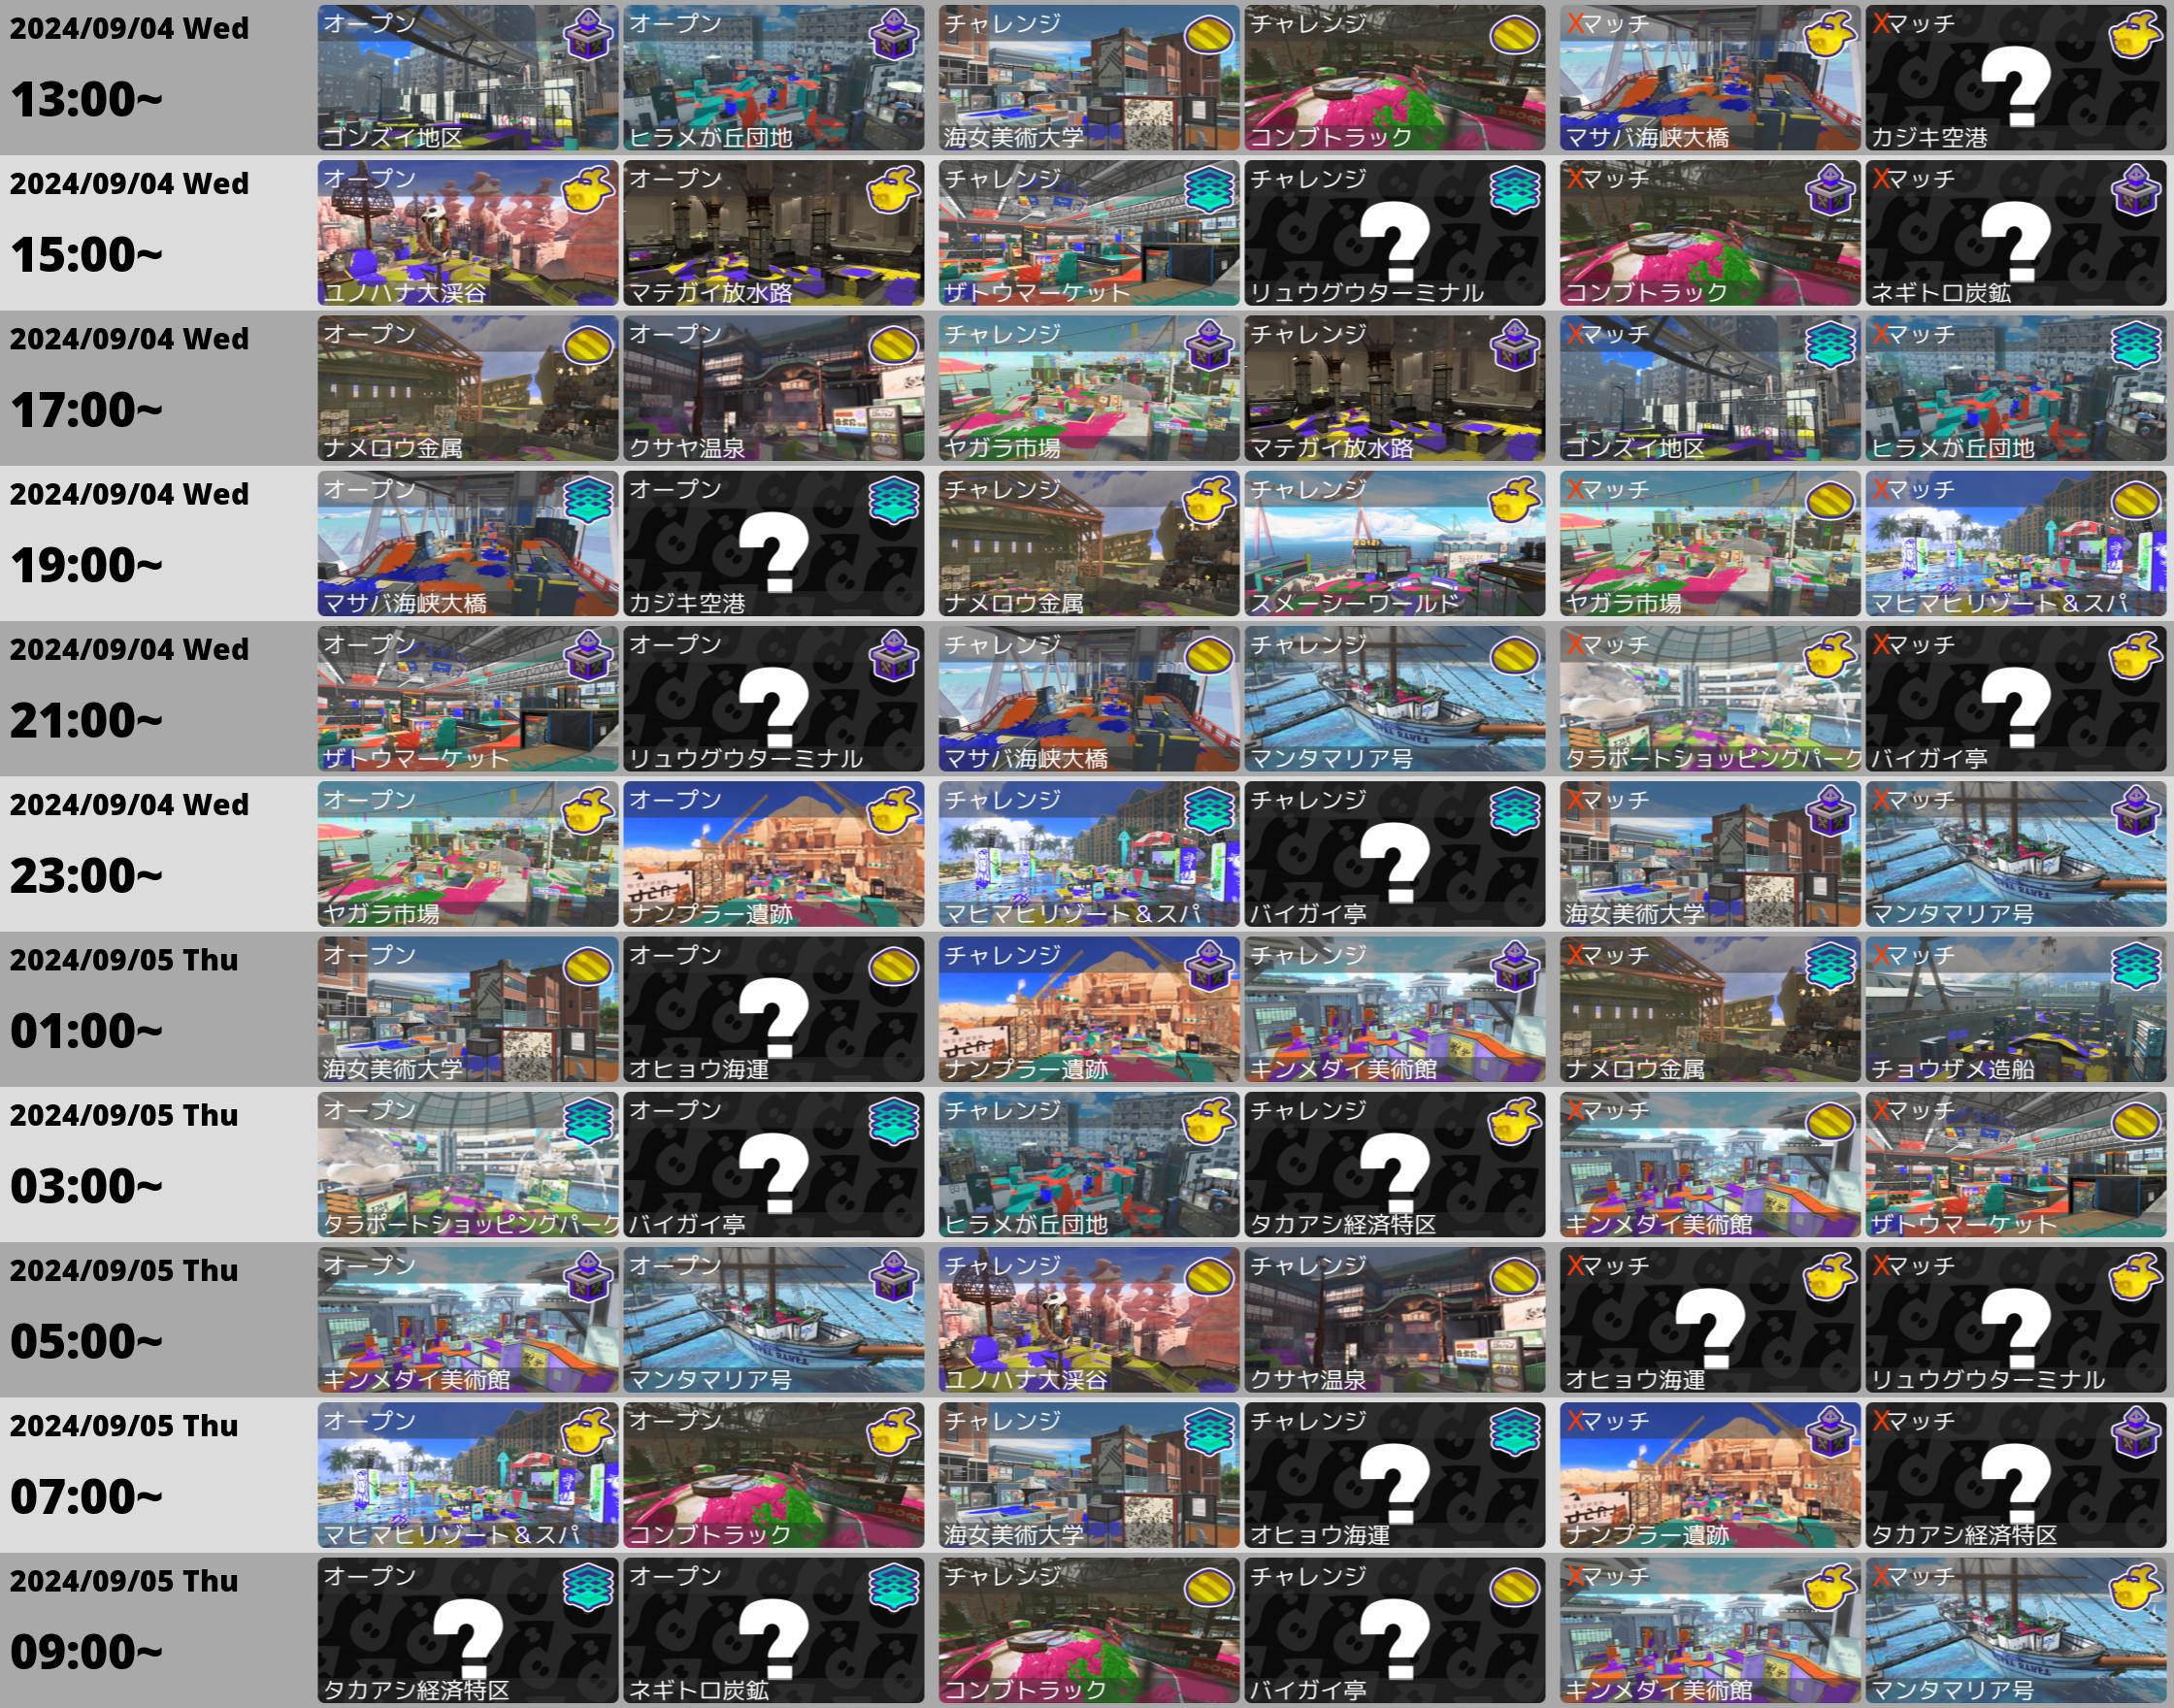 2024/09/04 Wed
13:00~
オープン オープン チャレンジ チャレンジ Xマッチ Xマッチ
ゴンズイ地区 ヒラメが丘団地 海女美術大学 コンブトラック マサバ海峡大橋 カジキ空港
2024/09/04 Wed
15:00~
オープン オープン チャレンジ チャレンジ Xマッチ Xマッチ
ユノハナ大渓谷 マテガイ放水路 ザトウマーケット リュウグウターミナル コンブトラック ネギトロ炭鉱
2024/09/04 Wed
17:00~
オープン オープン チャレンジ チャレンジ Xマッチ Xマッチ
ナメロウ金属 クサヤ温泉 ヤガラ市場 マテガイ放水路 ゴンズイ地区 ヒラメが丘団地
2024/09/04 Wed
19:00~
オープン オープン チャレンジ チャレンジ Xマッチ Xマッチ
マサバ海峡大橋 カジキ空港 ナメロウ金属 スメーシーワールド ヤガラ市場 マヒマヒリゾート＆スパ
2024/09/04 Wed
21:00~
オープン オープン チャレンジ チャレンジ Xマッチ Xマッチ
ザトウマーケット リュウグウターミナル マサバ海峡大橋 マンタマリア号 タラポートショッピングパーク バイガイ亭
2024/09/04 Wed
23:00~
オープン オープン チャレンジ チャレンジ Xマッチ Xマッチ
ヤガラ市場 ナンプラー遺跡 マヒマヒリゾート＆スパ バイガイ亭 海女美術大学 マンタマリア号
2024/09/05 Thu
01:00~
オープン オープン チャレンジ チャレンジ Xマッチ Xマッチ
海女美術大学 オヒョウ海運 ナンプラー遺跡 キンメダイ美術館 ナメロウ金属 チョウザメ造船
2024/09/05 Thu
03:00~
オープン オープン チャレンジ チャレンジ Xマッチ Xマッチ
タラポートショッピングパーク バイガイ亭 ヒラメが丘団地 タカアシ経済特区 キンメダイ美術館 ザトウマーケット
2024/09/05 Thu
05:00~
オープン オープン チャレンジ チャレンジ Xマッチ Xマッチ
キンメダイ美術館 マンタマリア号 ユノハナ大渓谷 クサヤ温泉 オヒョウ海運 リュウグウターミナル
2024/09/05 Thu
07:00~
オープン オープン チャレンジ チャレンジ Xマッチ Xマッチ
マヒマヒリゾート＆スパ コンブトラック 海女美術大学 オヒョウ海運 ナンプラー遺跡 タカアシ経済特区
2024/09/05 Thu
09:00~
オープン オープン チャレンジ チャレンジ Xマッチ Xマッチ
タカアシ経済特区 ネギトロ炭鉱 コンブトラック バイガイ亭 キンメダイ美術館 マンタマリア号